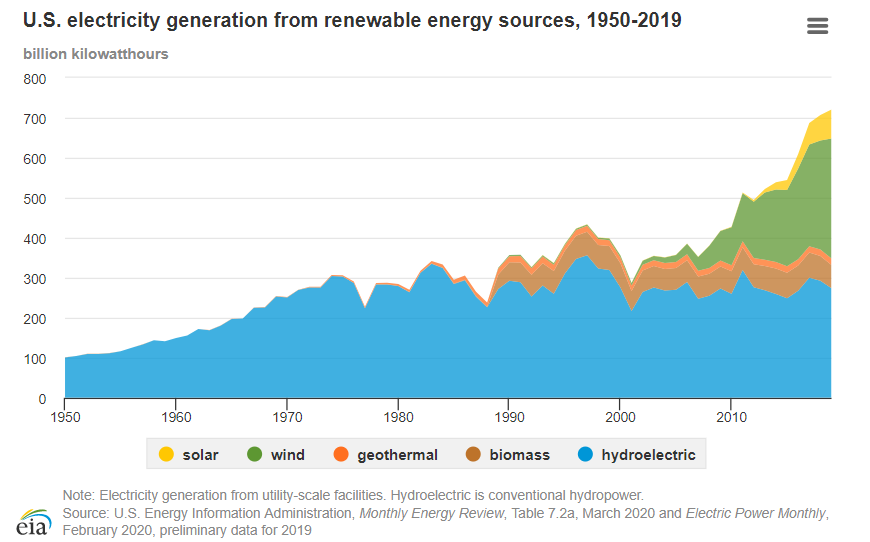 U.S. electricity generation from renewable energy sources, 1950-2019
billion kilowatthours
800
700
600
500
400
300
200
100
0
1950 1960 1970 1980 1990 2000 2010
solar wind geothermal biomass hydroelectric
Note: Electricity generation from utility-scale facilities. Hydroelectric is conventional hydropower.
Source: U.S. Energy Information Administration, Monthly Energy Review, Table 7.2a, March 2020 and Electric Power Monthly,
February 2020, preliminary data for 2019
eia